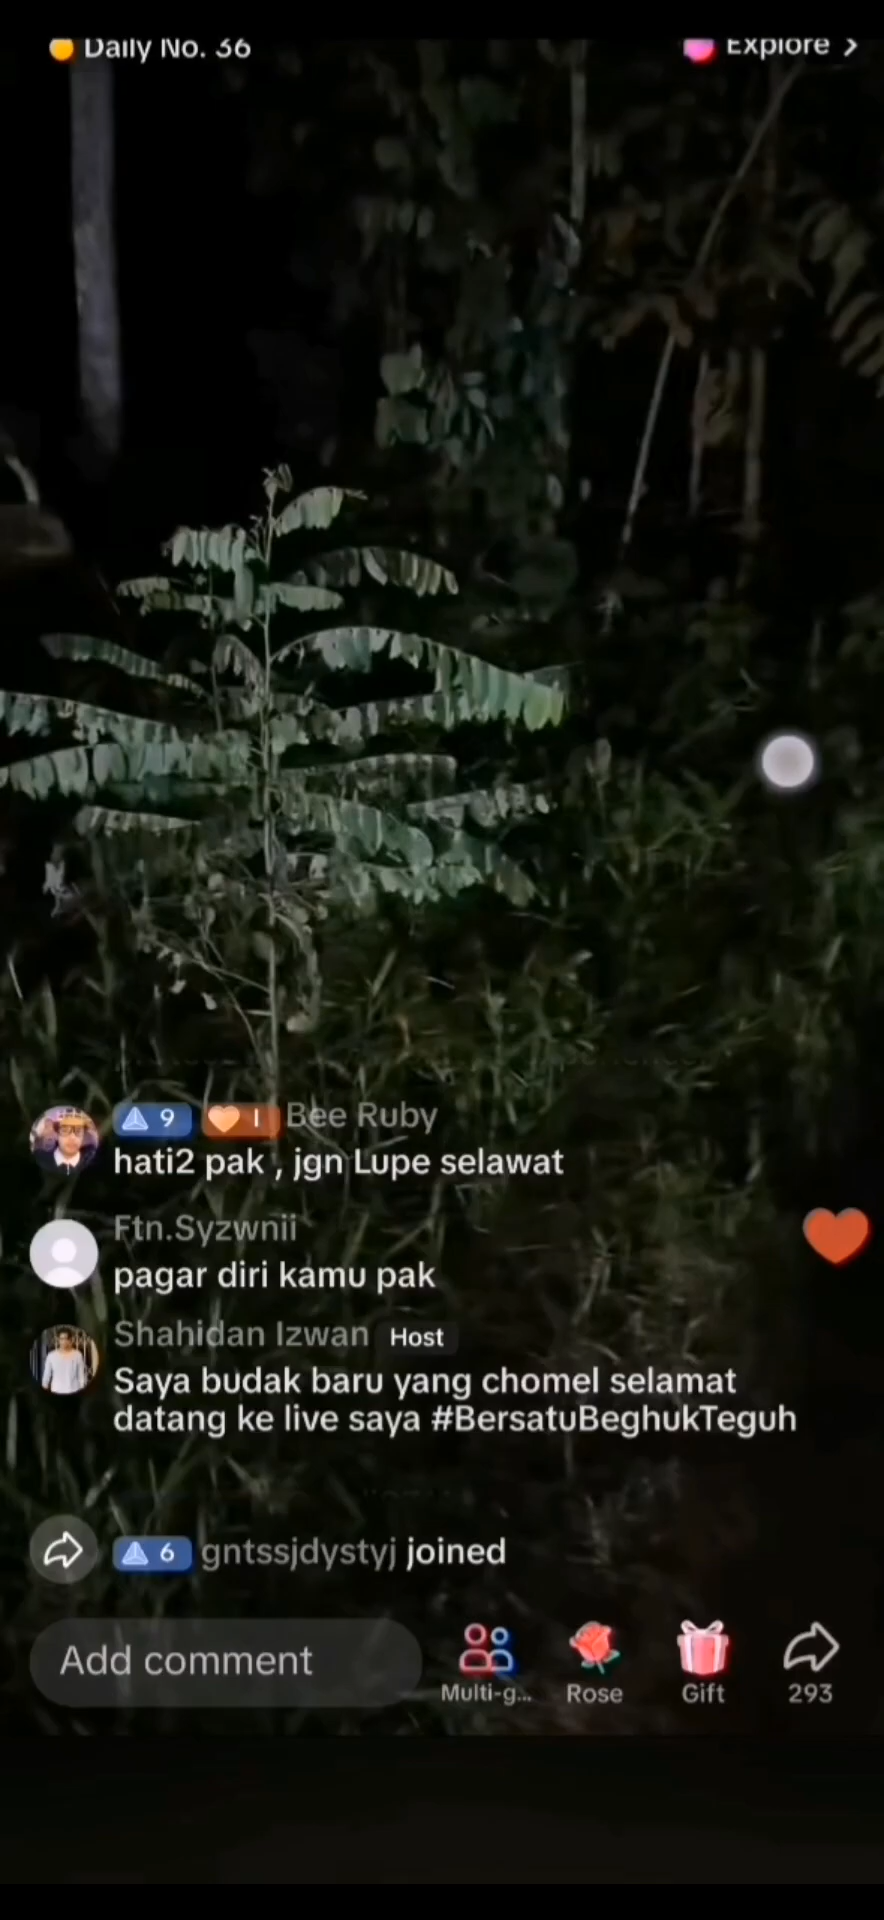 Daily No. 36
Explore >
9 1 Bee Ruby
hati2 pak , jgn Lupe selawat
Ftn.Syzwnii
pagar diri kamu pak
Shahidan Izwan Host
Saya budak baru yang chomel selamat
datang ke live saya #BersatuBeghukTeguh
6 gntssjdystyj joined
Add comment
Multi-g...
Rose
Gift
293